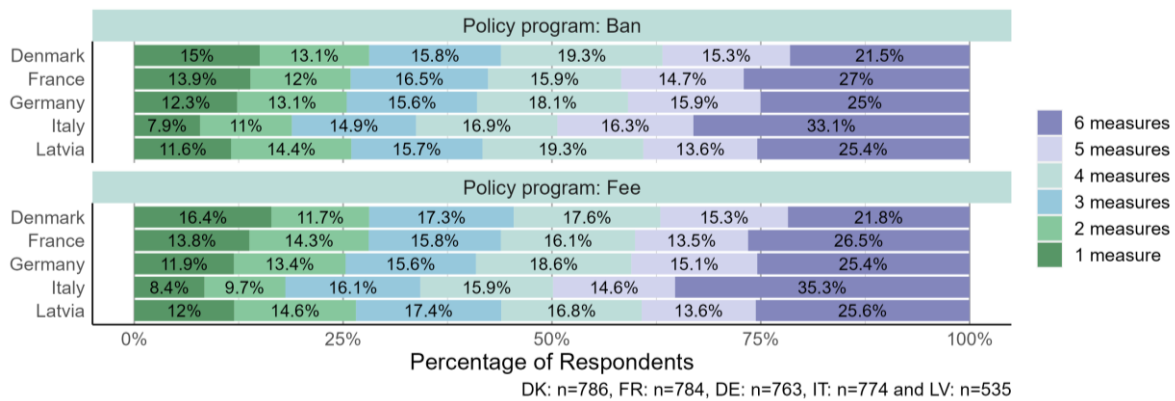 Policy program: Ban
Denmark 15% 13.1% 15.8% 19.3% 15.3% 21.5%
France 13.9% 12% 16.5% 15.9% 14.7% 27%
Germany 12.3% 13.1% 15.6% 18.1% 15.9% 25%
Italy 7.9% 11% 14.9% 16.9% 16.3% 33.1%
Latvia 11.6% 14.4% 15.7% 19.3% 13.6% 25.4%
Policy program: Fee
Denmark 16.4% 11.7% 17.3% 17.6% 15.3% 21.8%
France 13.8% 14.3% 15.8% 16.1% 13.5% 26.5%
Germany 11.9% 13.4% 15.6% 18.6% 15.1% 25.4%
Italy 8.4% 9.7% 16.1% 15.9% 14.6% 35.3%
Latvia 12% 14.6% 17.4% 16.8% 13.6% 25.6%
0% 25% 50% 75% 100%
Percentage of Respondents
DK: n=786, FR: n=784, DE: n=763, IT: n=774 and LV: n=535
6 measures
5 measures
4 measures
3 measures
2 measures
1 measure